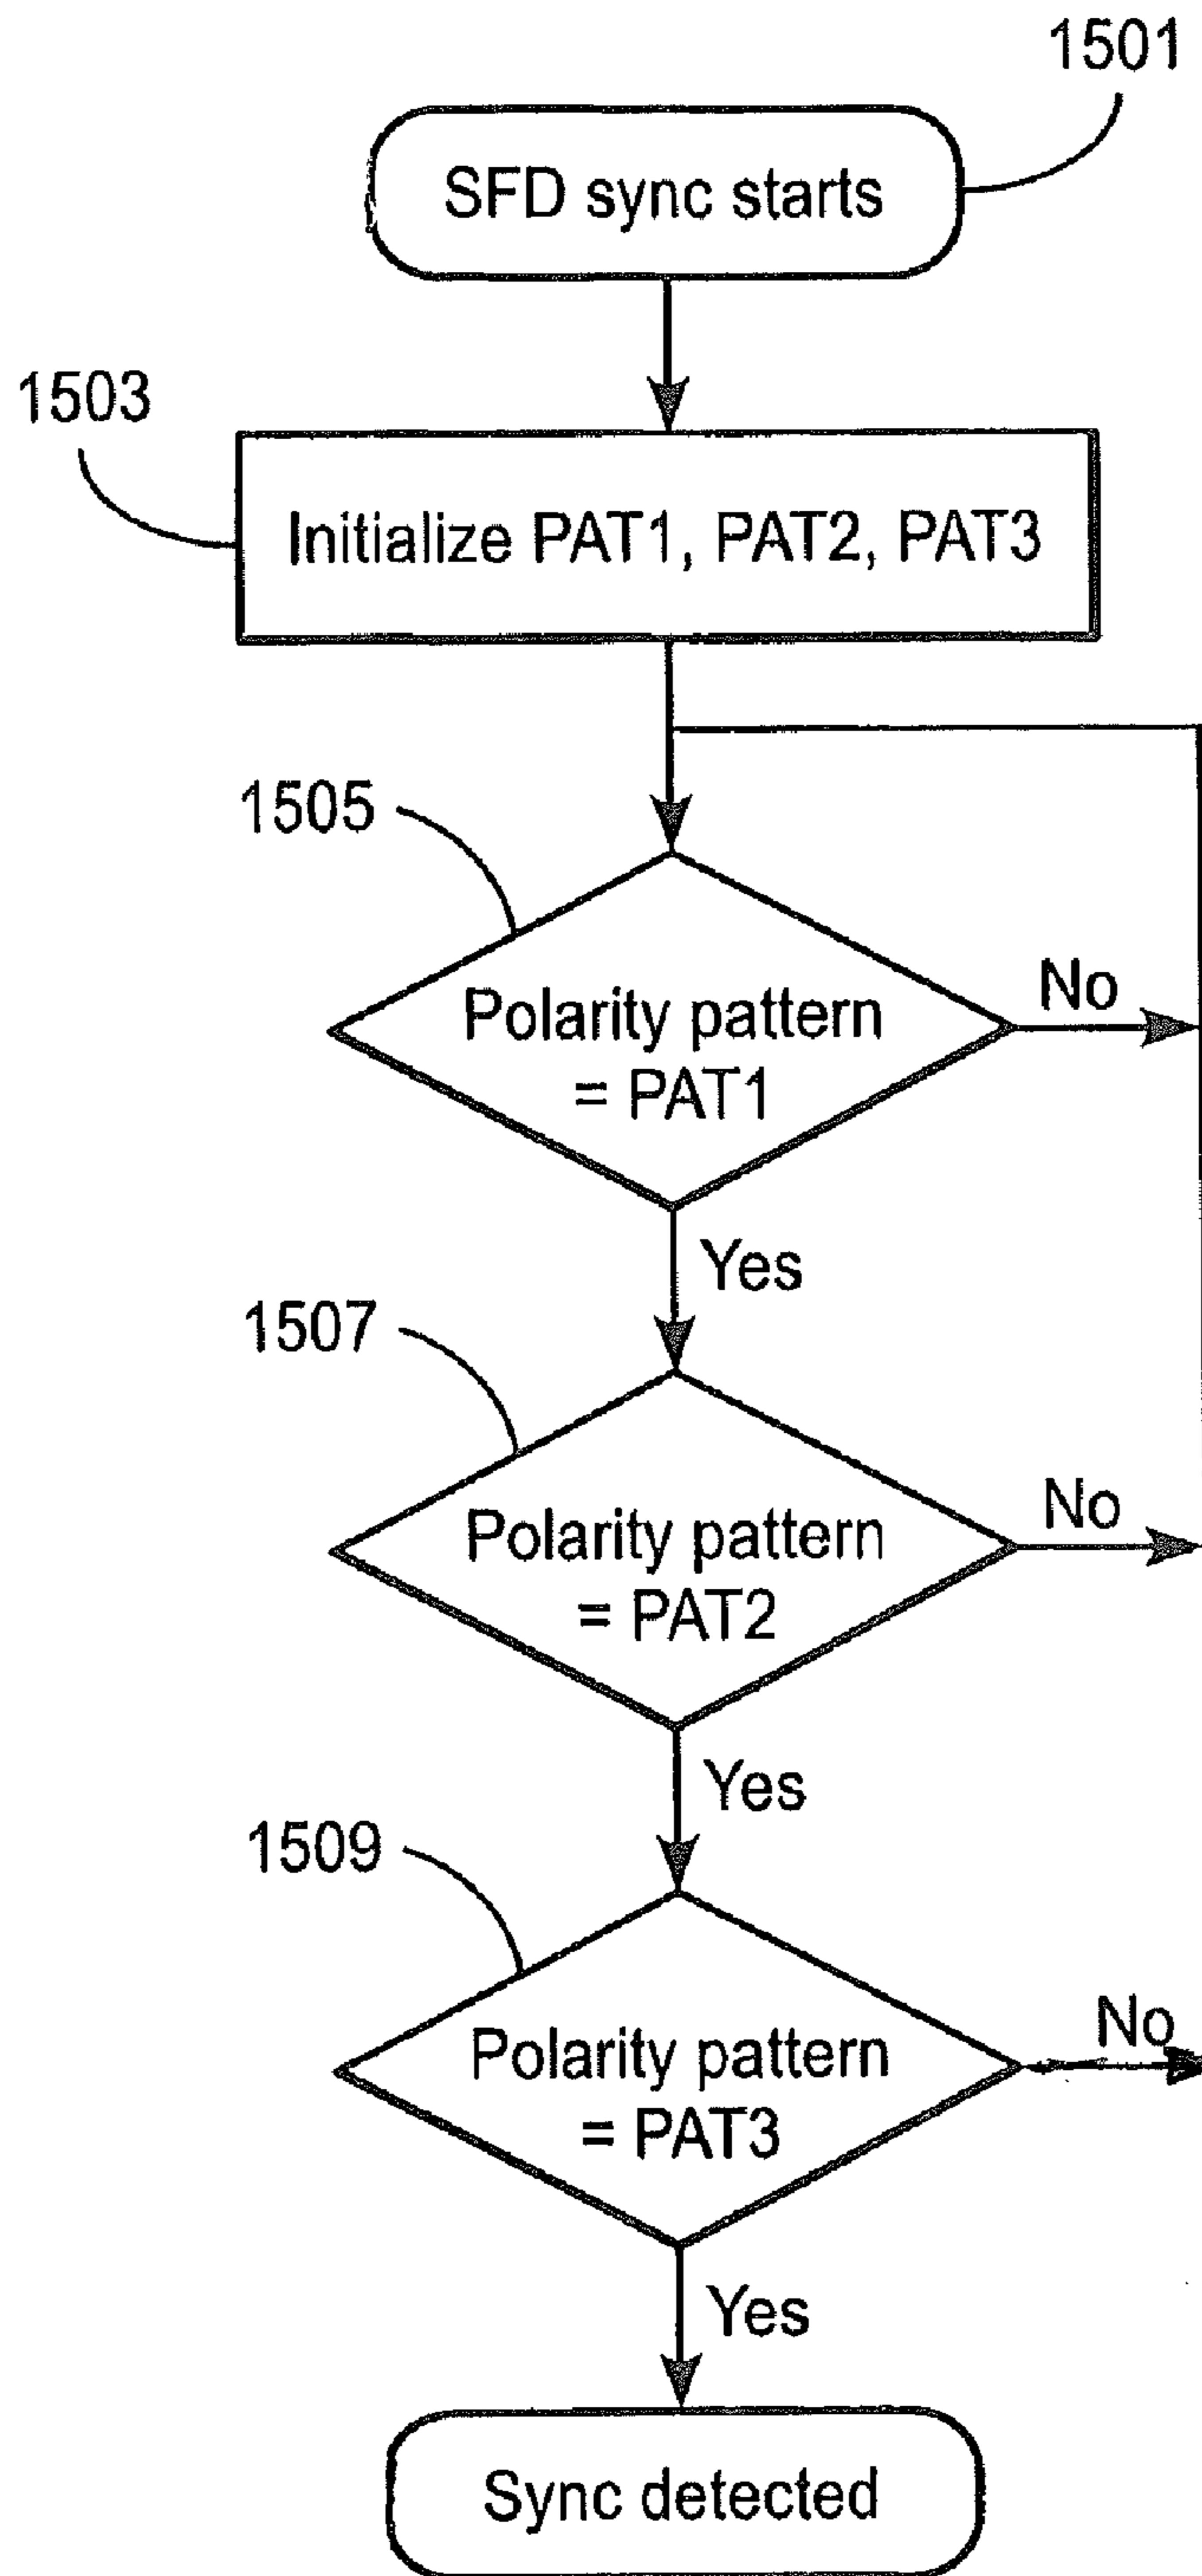 1501
SFD sync starts
1503
Initialize PAT1, PAT2, PAT3
1505
Polarity pattern
= PAT1
No
Yes
1507
Polarity pattern
= PAT2
No
Yes
1509
Polarity pattern
= PAT3
No
Yes
Sync detected